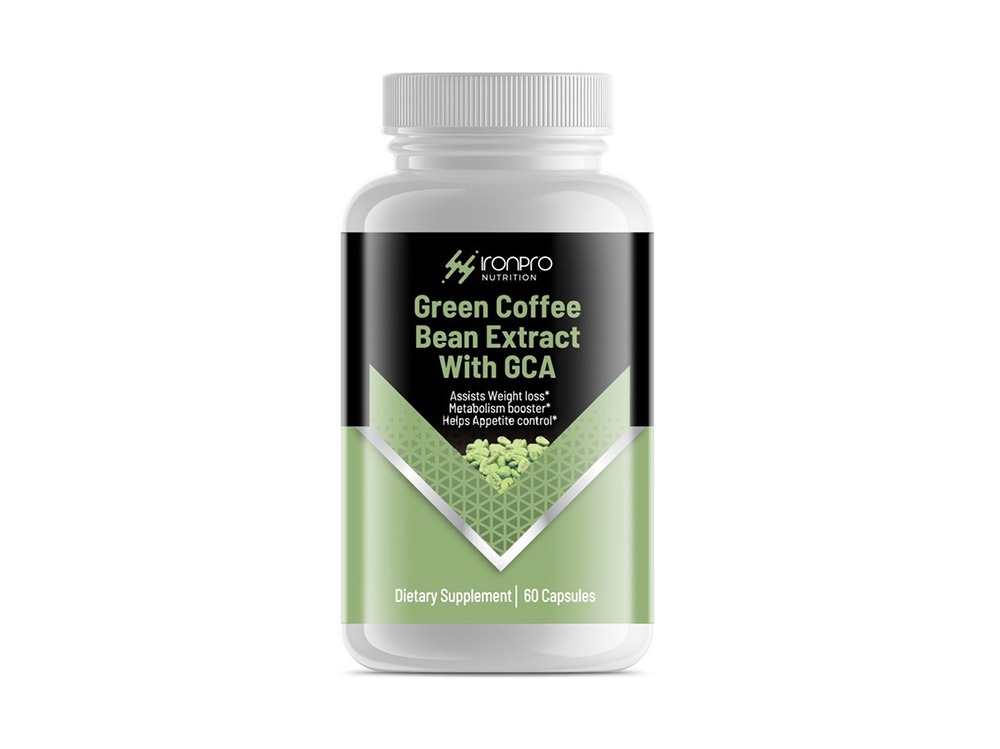 ironpro
NUTRITION
Green Coffee
Bean Extract
With GCA
Assists Weight loss*
Metabolism booster*
Helps Appetite control*
Dietary Supplement | 60 Capsules